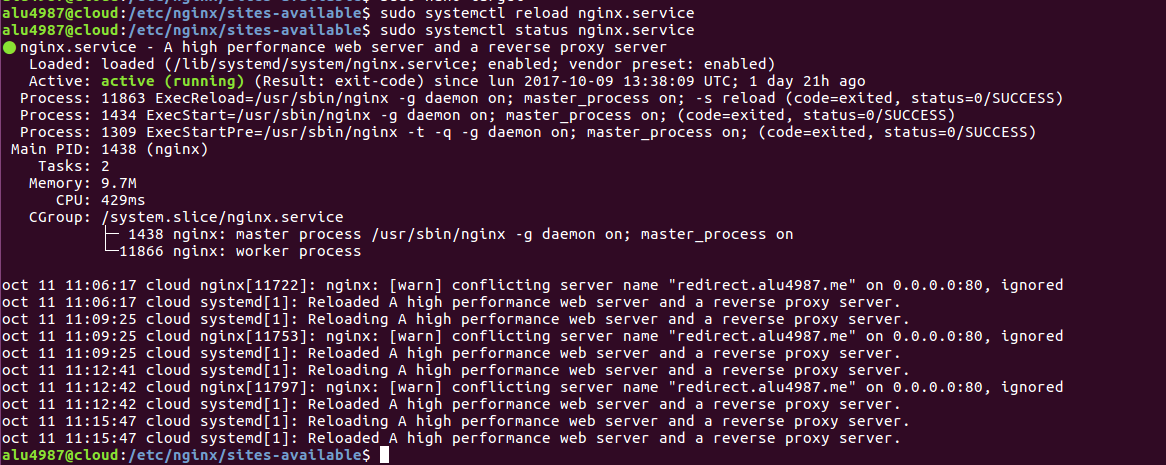 alu4987@cloud:/etc/nginx/sites-available$ sudo systemctl reload nginx.service
alu4987@cloud:/etc/nginx/sites-available$ sudo systemctl status nginx.service
nginx.service - A high performance web server and a reverse proxy server
Loaded: loaded (/lib/systemd/system/nginx.service; enabled; vendor preset: enabled)
Active: active (running) (Result: exit-code) since lun 2017-10-09 13:38:09 UTC; 1 day 21h ago
Process: 11863 ExecReload=/usr/sbin/nginx -g daemon on; master_process on; -s reload (code=exited, status=0/SUCCESS)
Process: 1434 ExecStart=/usr/sbin/nginx -g daemon on; master_process on; (code=exited, status=0/SUCCESS)
Process: 1309 ExecStartPre=/usr/sbin/nginx -t -q -g daemon on; master_process on; (code=exited, status=0/SUCCESS)
Main PID: 1438 (nginx)
Tasks: 2
Memory: 9.7M
CPU: 429ms
CGroup: /system.slice/nginx.service
├─ 1438 nginx: master process /usr/sbin/nginx -g daemon on; master_process on
└─11866 nginx: worker process
oct 11 11:06:17 cloud nginx[11722]: nginx: [warn] conflicting server name "redirect.alu4987.me" on 0.0.0.0:80, ignored
oct 11 11:06:17 cloud systemd[1]: Reloaded A high performance web server and a reverse proxy server.
oct 11 11:09:25 cloud systemd[1]: Reloading A high performance web server and a reverse proxy server.
oct 11 11:09:25 cloud nginx[11753]: nginx: [warn] conflicting server name "redirect.alu4987.me" on 0.0.0.0:80, ignored
oct 11 11:09:25 cloud systemd[1]: Reloaded A high performance web server and a reverse proxy server.
oct 11 11:12:41 cloud systemd[1]: Reloading A high performance web server and a reverse proxy server.
oct 11 11:12:42 cloud nginx[11797]: nginx: [warn] conflicting server name "redirect.alu4987.me" on 0.0.0.0:80, ignored
oct 11 11:12:42 cloud systemd[1]: Reloaded A high performance web server and a reverse proxy server.
oct 11 11:15:47 cloud systemd[1]: Reloading A high performance web server and a reverse proxy server.
oct 11 11:15:47 cloud systemd[1]: Reloaded A high performance web server and a reverse proxy server.
alu4987@cloud:/etc/nginx/sites-available$